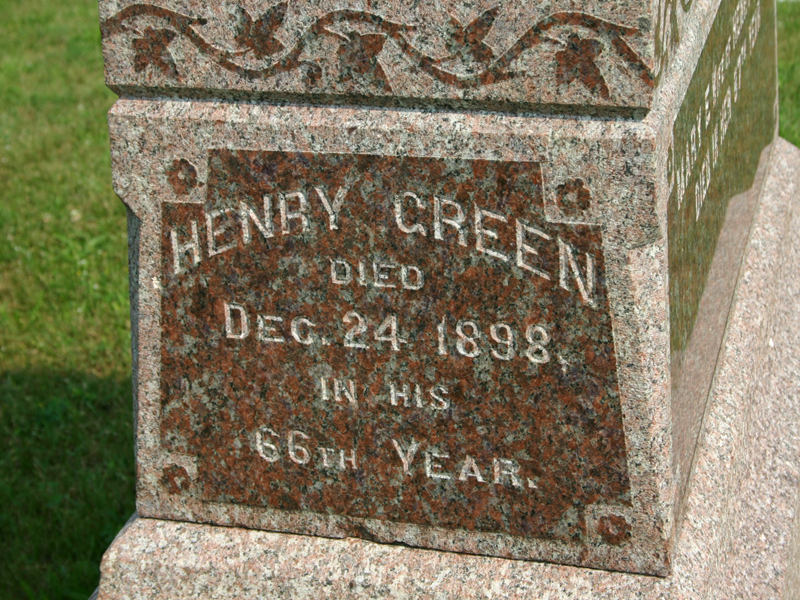 HENRY GREEN
DIED
DEC. 24 1898,
IN HIS
66TH YEAR.